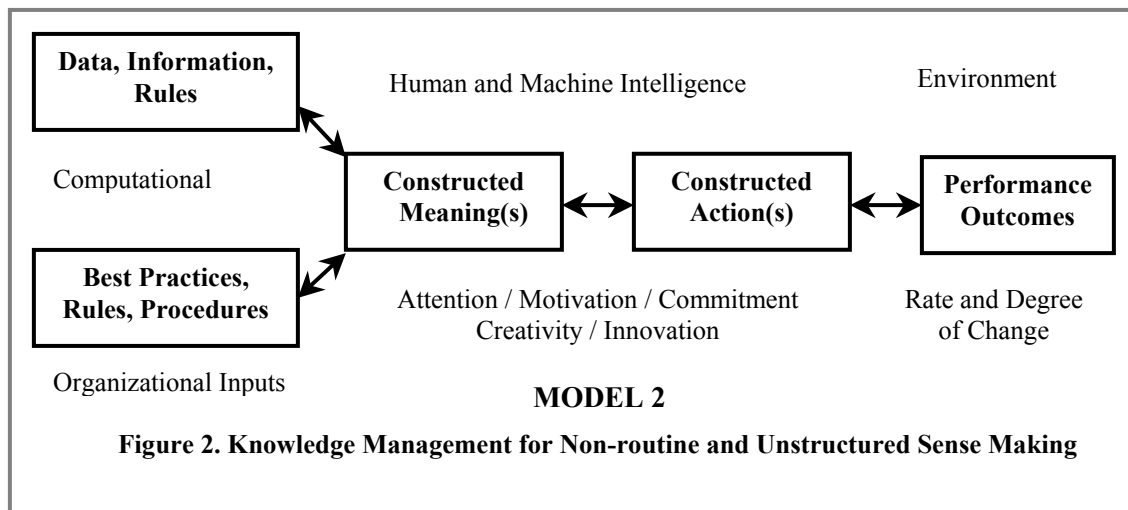 Data, Information,
Rules
Human and Machine Intelligence
Environment
Computational
Constructed
Meaning(s)
Constructed
Action(s)
Performance
Outcomes
Best Practices,
Rules, Procedures
Attention / Motivation / Commitment
Creativity / Innovation
Rate and Degree
of Change
Organizational Inputs
MODEL 2
Figure 2. Knowledge Management for Non-routine and Unstructured Sense Making